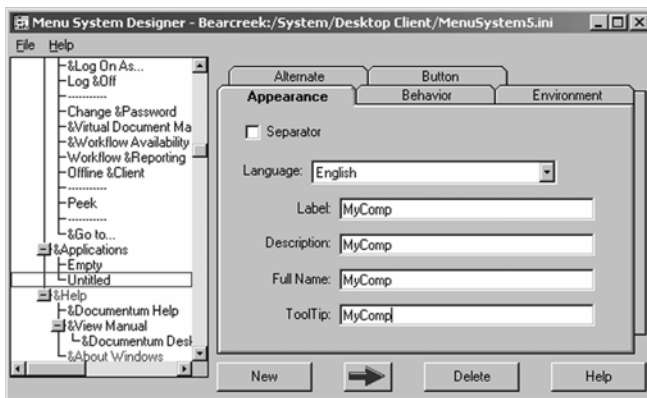 Menu System Designer - Bearcreek:/System/Desktop Client/MenuSystem5.ini
File Help
&Log On As...
Log &Off
-----------
Change &Password
&Virtual Document Ma
&Workflow Availability
Workflow &Reporting
Offline &Client
-----------
Peek
-----------
&Go to...
&Applications
Empty
Untitled
&Help
&Documentum Help
&View Manual
&Documentum Desl
&About Windows
Alternate Button
Appearance Behavior Environment
Separator
Language: English
Label: MyComp
Description: MyComp
Full Name: MyComp
ToolTip: MyComp
New Delete Help